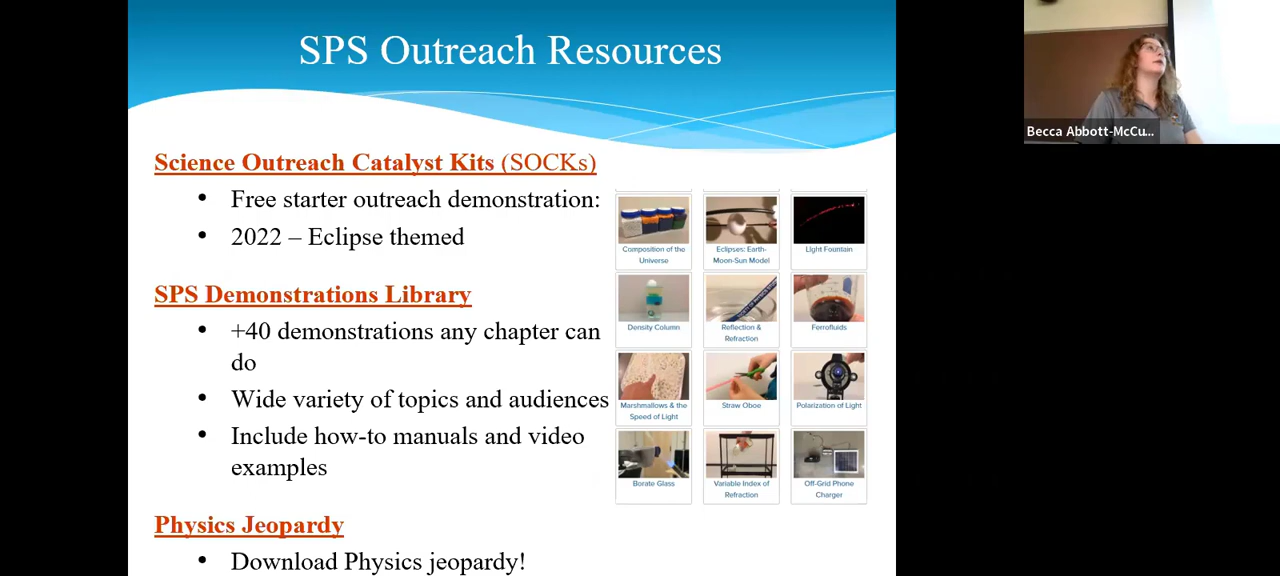 SPS Outreach Resources
Becca Abbott-McCu...
Science Outreach Catalyst Kits (SOCKs)
• Free starter outreach demonstration:
• 2022 – Eclipse themed
SPS Demonstrations Library
• +40 demonstrations any chapter can
do
• Wide variety of topics and audiences
• Include how-to manuals and video
examples
Physics Jeopardy
• Download Physics jeopardy!
Composition of the
Universe
Eclipses: Earth-
Moon-Sun Model
Light Fountain
Density Column
Reflection &
Refraction
Ferrofluids
Marshmallows & the
Speed of Light
Straw Oboe
Polarization of Light
Borate Glass
Variable Index of
Refraction
Off-Grid Phone
Charger